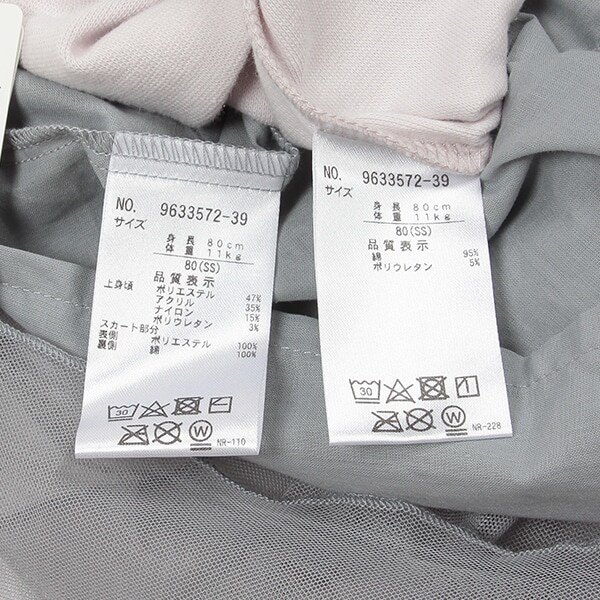 NO. 9633572-39
サイズ
身長 80cm
体重 11kg
80(SS)
品質表示
上身頃 ポリエステル 47%
アクリル 35%
ナイロン 15%
ポリウレタン 3%
スカート部分
表側 ポリエステル 100%
裏側 綿 100%
30
W
NR-110
NO. 9633572-39
サイズ
身長 80cm
体重 11kg
80(SS)
品質表示
綿 95%
ポリウレタン 5%
30
W
NR-228